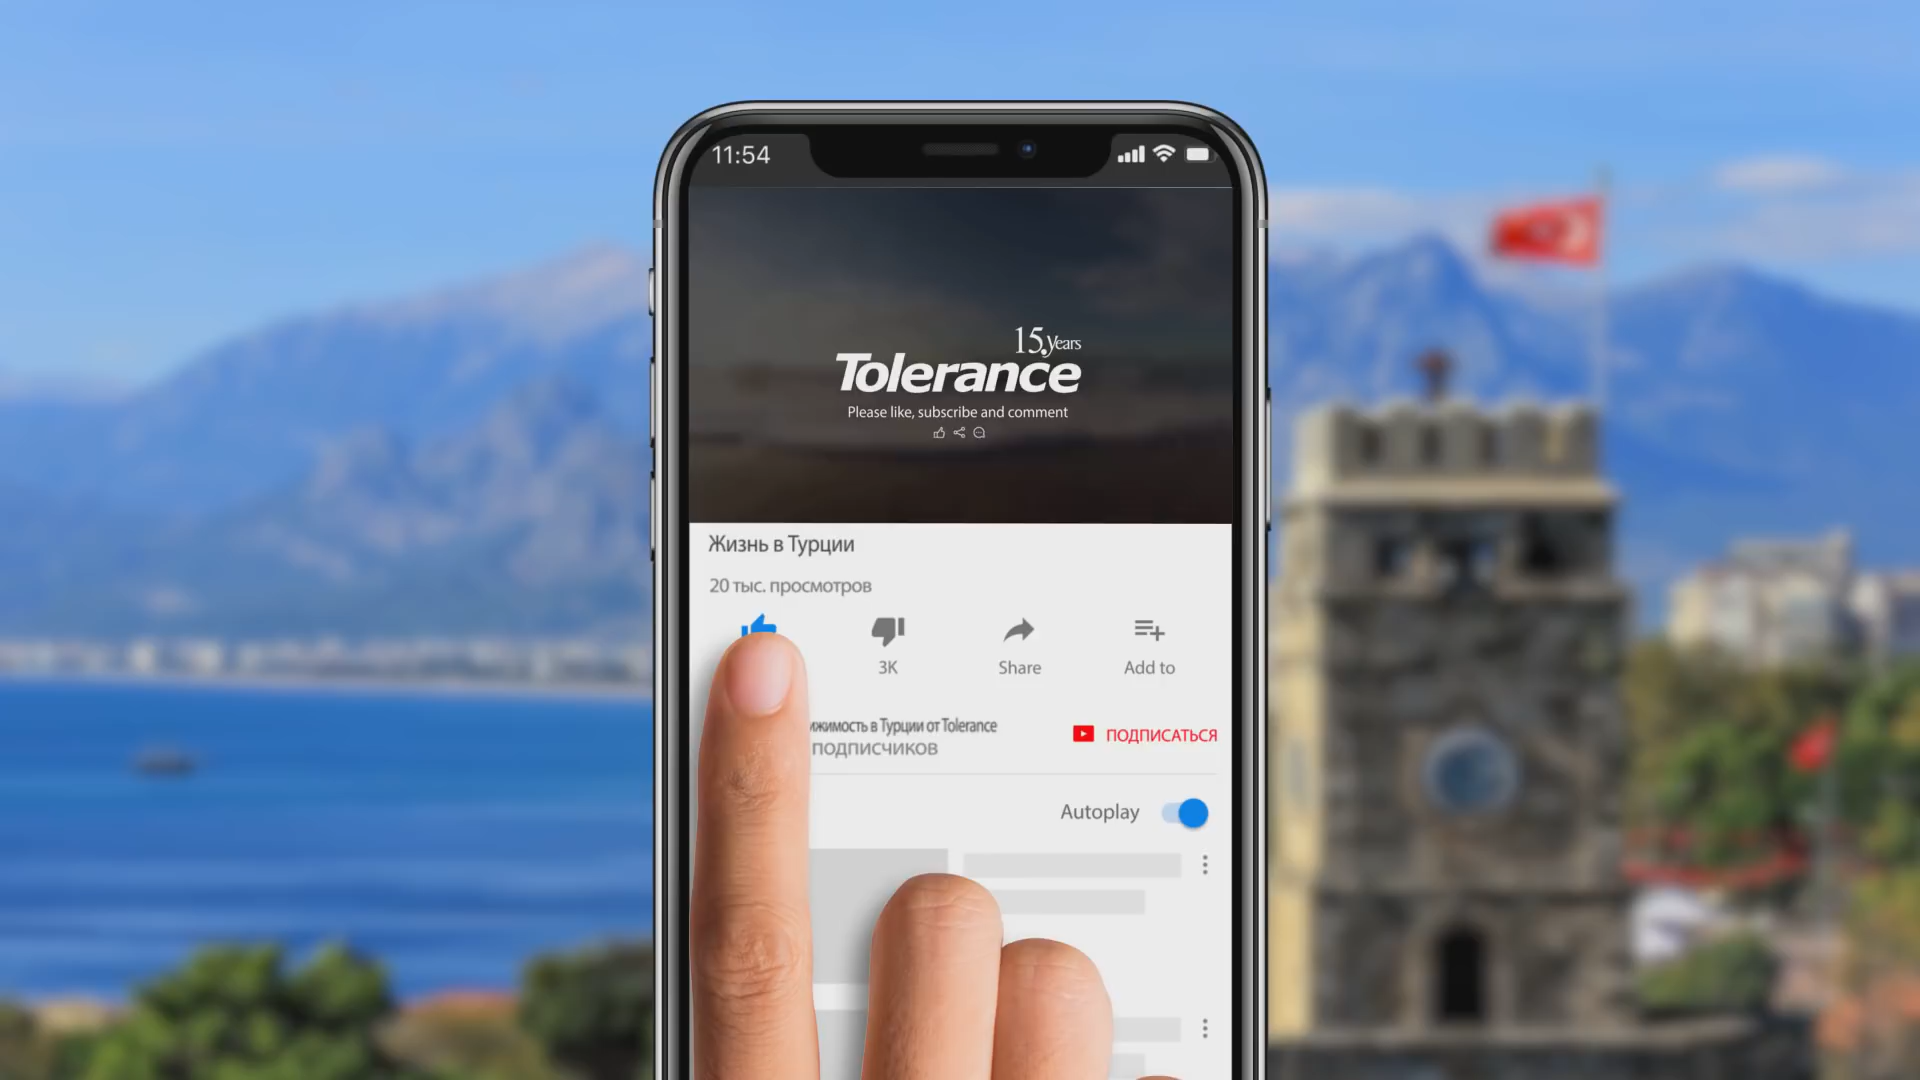 11:54
15.Years
Tolerance
Please like, subscribe and comment
Жизнь в Турции
20 тыс. просмотров
3K
Share
Add to
в Турции от Tolerance
подписчиков
ПОДПИСАТЬСЯ
Autoplay